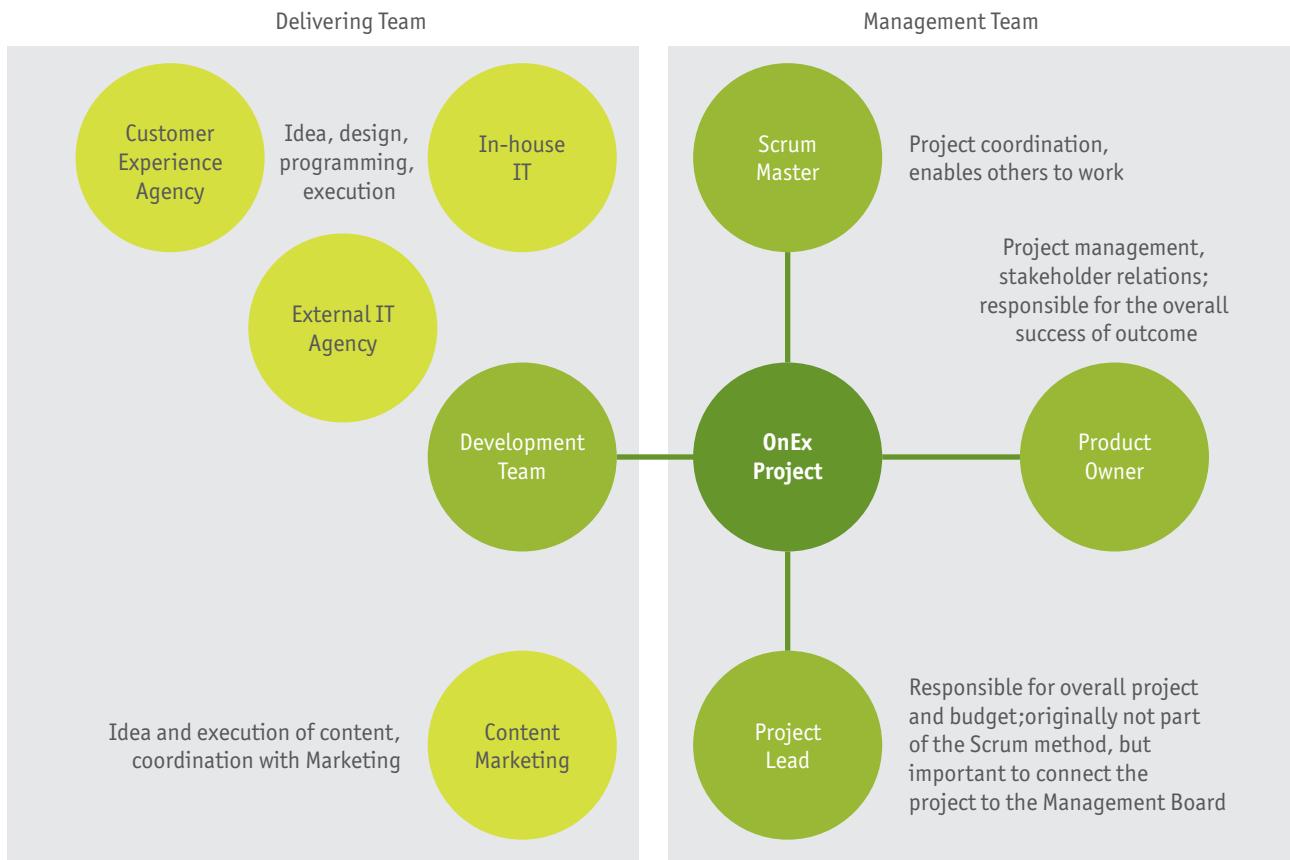 Delivering Team
Customer
Experience
Agency
Idea, design,
programming,
execution
In-house
IT
External IT
Agency
Development
Team
Idea and execution of content,
coordination with Marketing
Content
Marketing
Management Team
Scrum
Master
Project coordination,
enables others to work
Project management,
stakeholder relations;
responsible for the overall
success of outcome
OnEx
Project
Product
Owner
Project
Lead
Responsible for overall project
and budget;originally not part
of the Scrum method, but
important to connect the
project to the Management Board